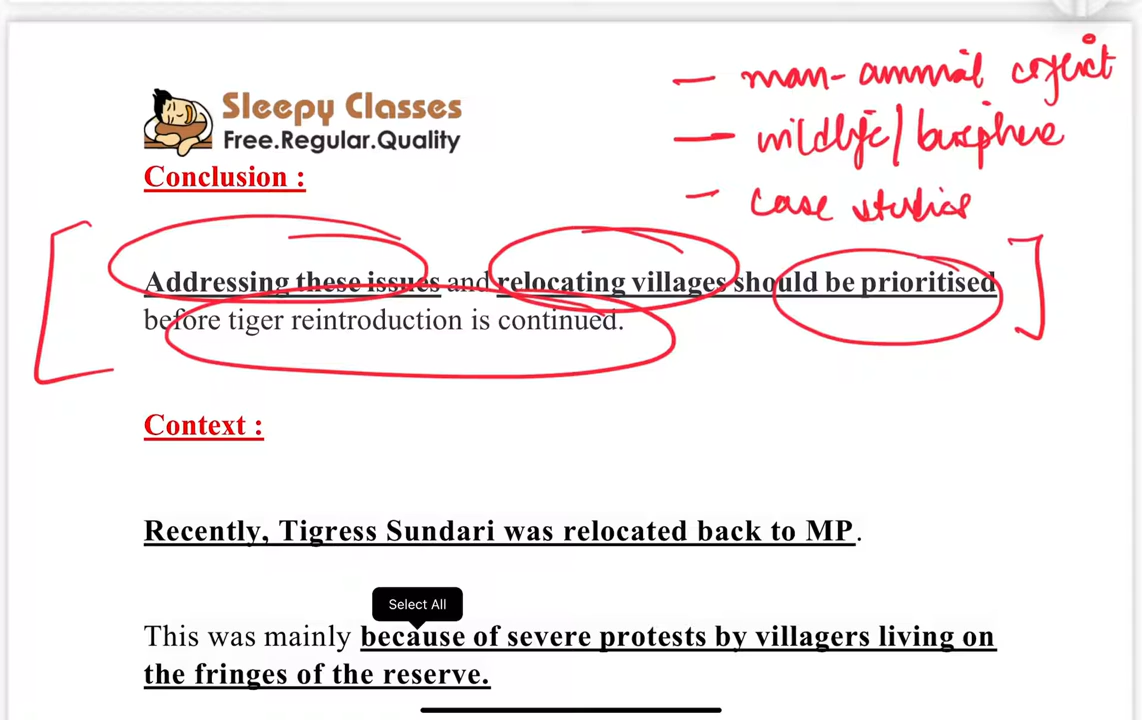 — man-animal conflict
— wildlife/biosphere
— case studies
Sleepy Classes
Free.Regular.Quality
Conclusion :
Addressing these issues and relocating villages should be prioritised
before tiger reintroduction is continued.
Context :
Recently, Tigress Sundari was relocated back to MP.
Select All
This was mainly because of severe protests by villagers living on
the fringes of the reserve.